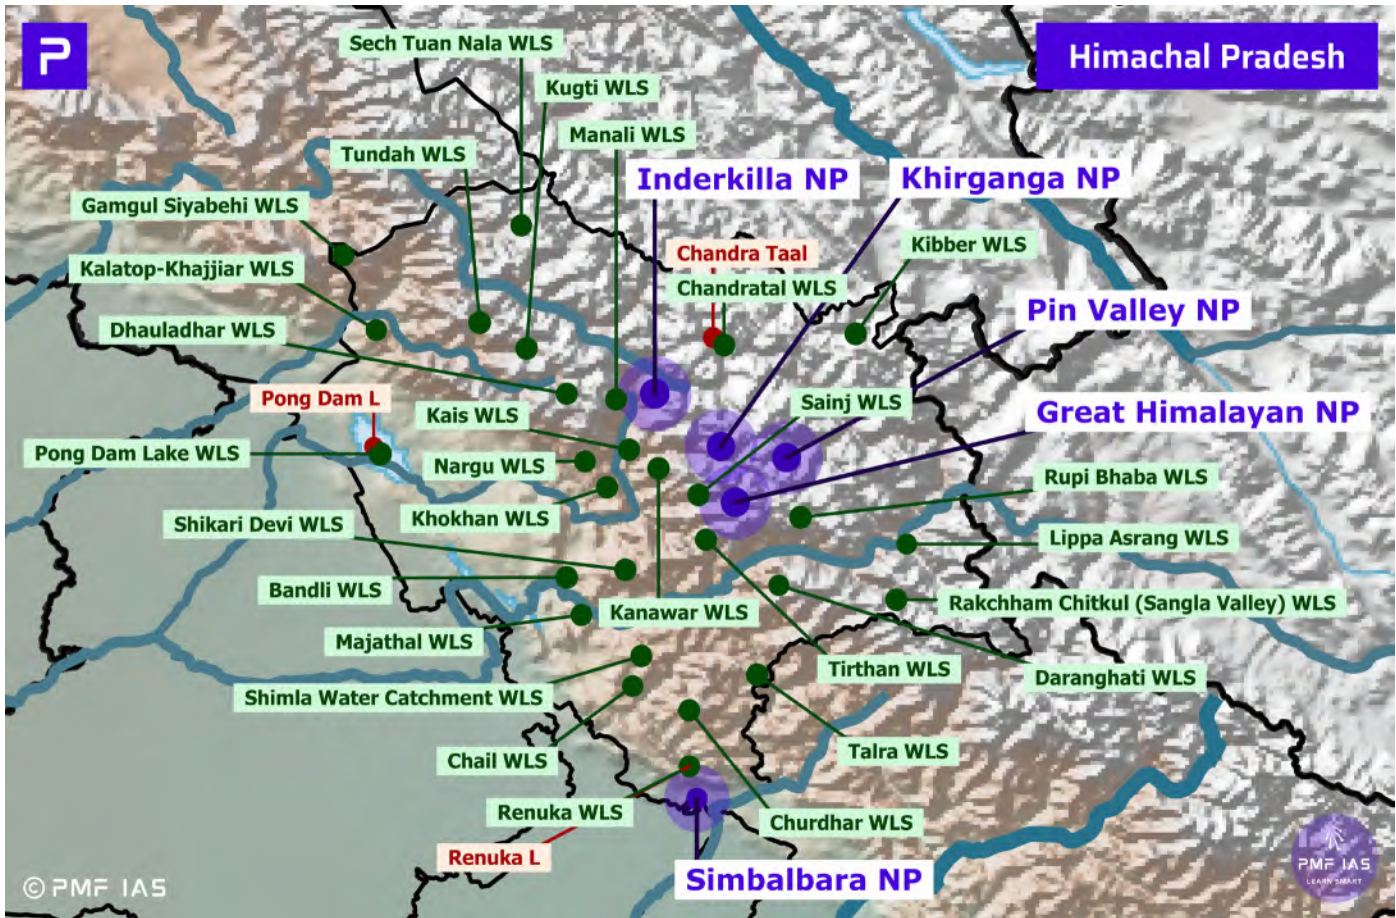 P
Himachal Pradesh
Sech Tuan Nala WLS
Kugti WLS
Manali WLS
Tundah WLS
Inderkilla NP
Khirganga NP
Gamgul Siyabehi WLS
Kibber WLS
Chandra Taal
Kalatop-Khajjiar WLS
Chandratal WLS
Pin Valley NP
Dhauladhar WLS
Pong Dam L
Sainj WLS
Kais WLS
Great Himalayan NP
Pong Dam Lake WLS
Nargu WLS
Rupi Bhaba WLS
Khokhan WLS
Shikari Devi WLS
Lippa Asrang WLS
Bandli WLS
Kanawar WLS
Rakchham Chitkul (Sangla Valley) WLS
Majathal WLS
Tirthan WLS
Daranghati WLS
Shimla Water Catchment WLS
Talra WLS
Chail WLS
Renuka WLS
Churdhar WLS
Renuka L
Simbalbara NP
© PMF IAS
PMF IAS
LEARN SMART